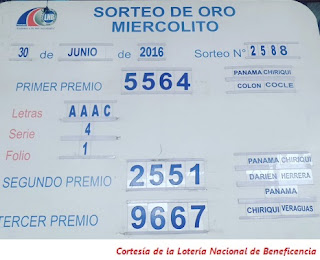 LNB
SORTEO DE ORO
MIERCOLITO
30 de JUNIO de 2016 Sorteo N° 2588
PRIMER PREMIO 5564 PANAMA CHIRIQUI
COLON COCLE
Letras AAAC
Serie 4
Folio 1
SEGUNDO PREMIO 2551 PANAMA CHIRIQUI
DARIEN HERRERA
PANAMA
TERCER PREMIO 9667 CHIRIQUI VERAGUAS
Cortesía de la Lotería Nacional de Beneficencia